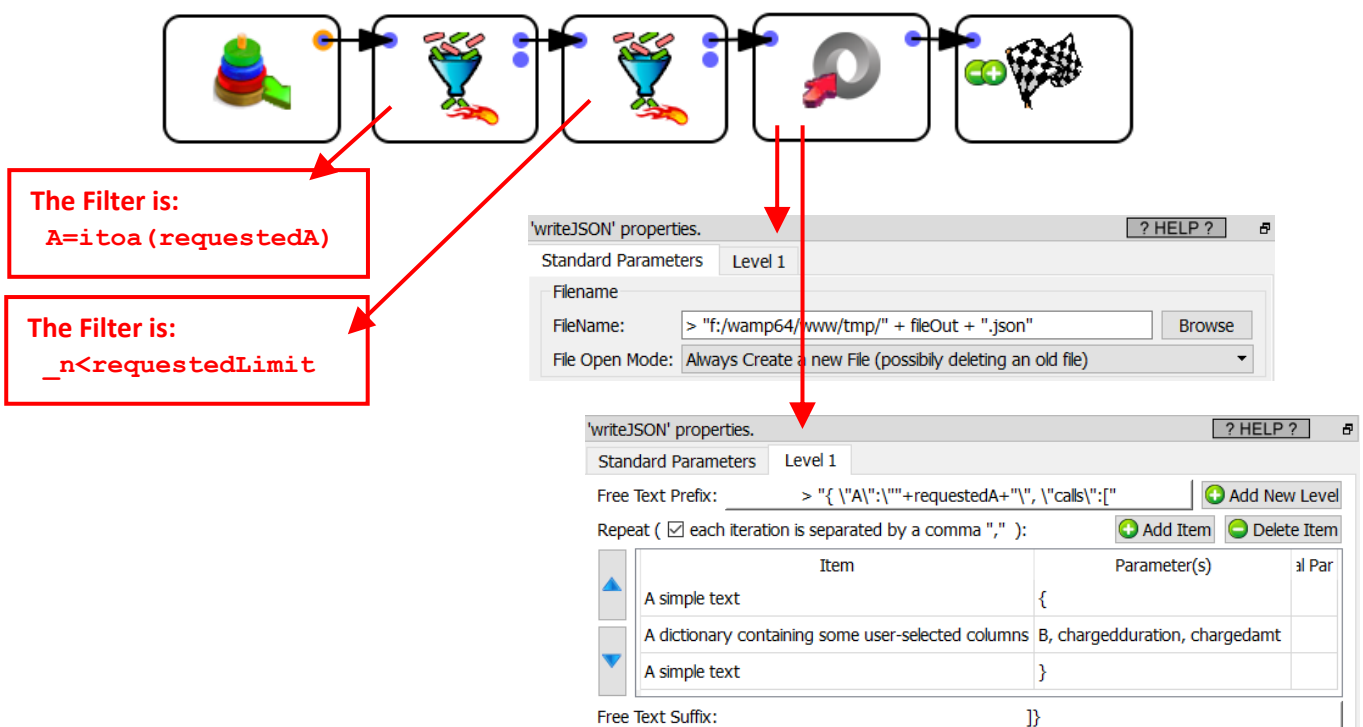 The Filter is:
A=itoa(requestedA)
The Filter is:
_n<requestedLimit
'writeJSON' properties.
? HELP ?
Standard Parameters
Level 1
Filename
FileName:
> "f:/wamp64/www/tmp/" + fileOut + ".json"
Browse
File Open Mode:
Always Create a new File (possibily deleting an old file)
'writeJSON' properties.
? HELP ?
Standard Parameters
Level 1
Free Text Prefix:
> "{ \"A\":\""+requestedA+"\", \"calls\":["
Add New Level
Repeat ( ☑ each iteration is separated by a comma "," ):
Add Item
Delete Item
Item
Parameter(s)
al Par
A simple text
{
A dictionary containing some user-selected columns
B, chargedduration, chargedamt
A simple text
}
Free Text Suffix:
]}